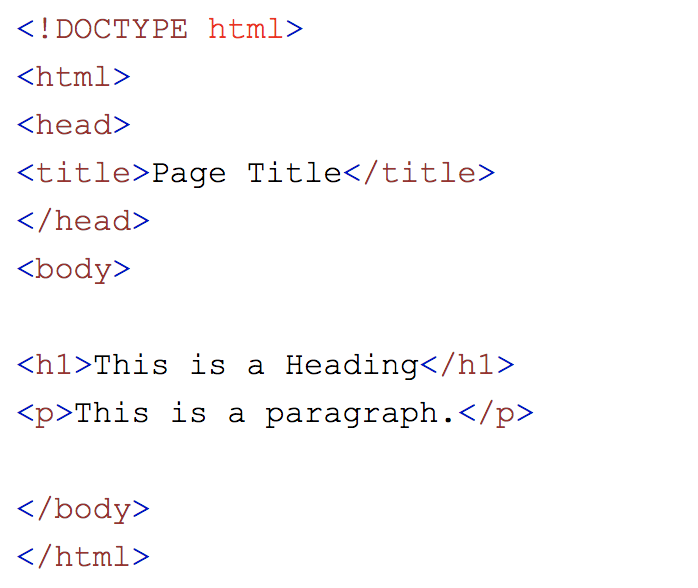 <!DOCTYPE html>
<html>
<head>
<title>Page Title</title>
</head>
<body>
<h1>This is a Heading</h1>
<p>This is a paragraph.</p>
</body>
</html>